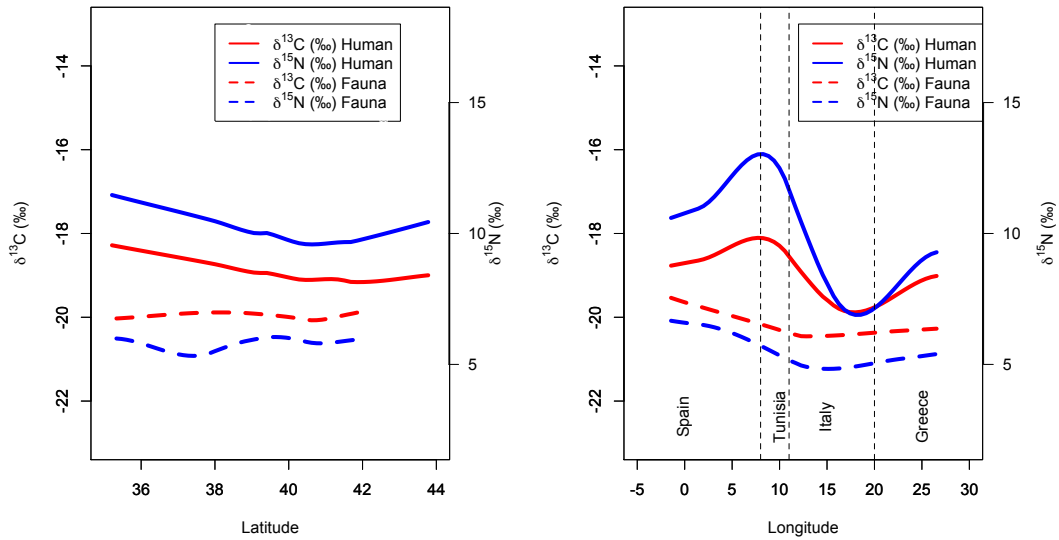 δ¹³C (‰) Human
δ¹⁵N (‰) Human
δ¹³C (‰) Fauna
δ¹⁵N (‰) Fauna
-14
-16
-18
-20
-22
δ¹³C (‰)
15
10
5
δ¹⁵N (‰)
36 38 40 42 44
Latitude
δ¹³C (‰) Human
δ¹⁵N (‰) Human
δ¹³C (‰) Fauna
δ¹⁵N (‰) Fauna
-14
-16
-18
-20
-22
δ¹³C (‰)
15
10
5
δ¹⁵N (‰)
Spain
Tunisia
Italy
Greece
-5 0 5 10 15 20 25 30
Longitude